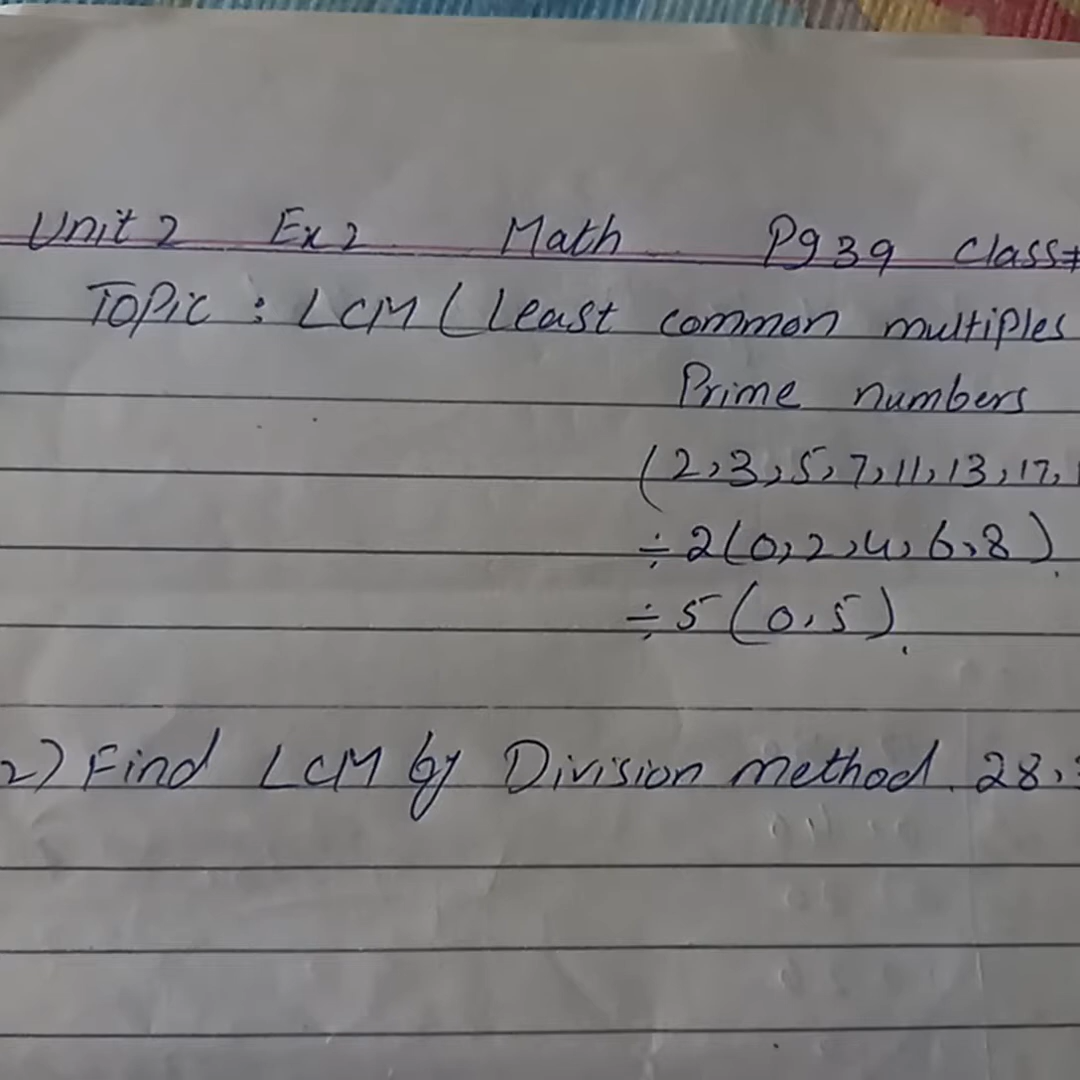 Unit 2 Ex 2 Math Pg 39 Class#
Topic : LCM ( Least common multiples
Prime numbers
(2,3,5,7,11,13,17,
÷ 2(0,2,4,6,8).
÷ 5 (0,5).
2) Find LCM by Division method. 28,